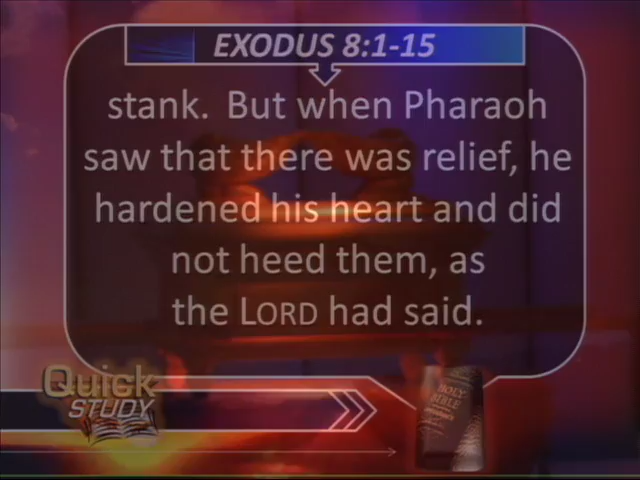 EXODUS 8:1-15
stank. But when Pharaoh
saw that there was relief, he
hardened his heart and did
not heed them, as
the LORD had said.
Quick
STUDY
HOLY
BIBLE